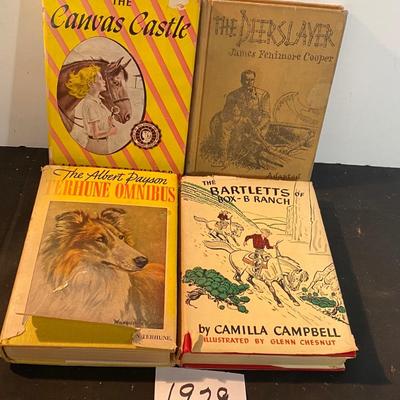 THE
Canvas Castle
THE DEERSLAYER
James Fenimore Cooper
Adapted
The Albert Payson
TERHUNE OMNIBUS
THE
BARTLETTS of
BOX-B RANCH
by CAMILLA CAMPBELL
ILLUSTRATED BY GLENN CHESNUT